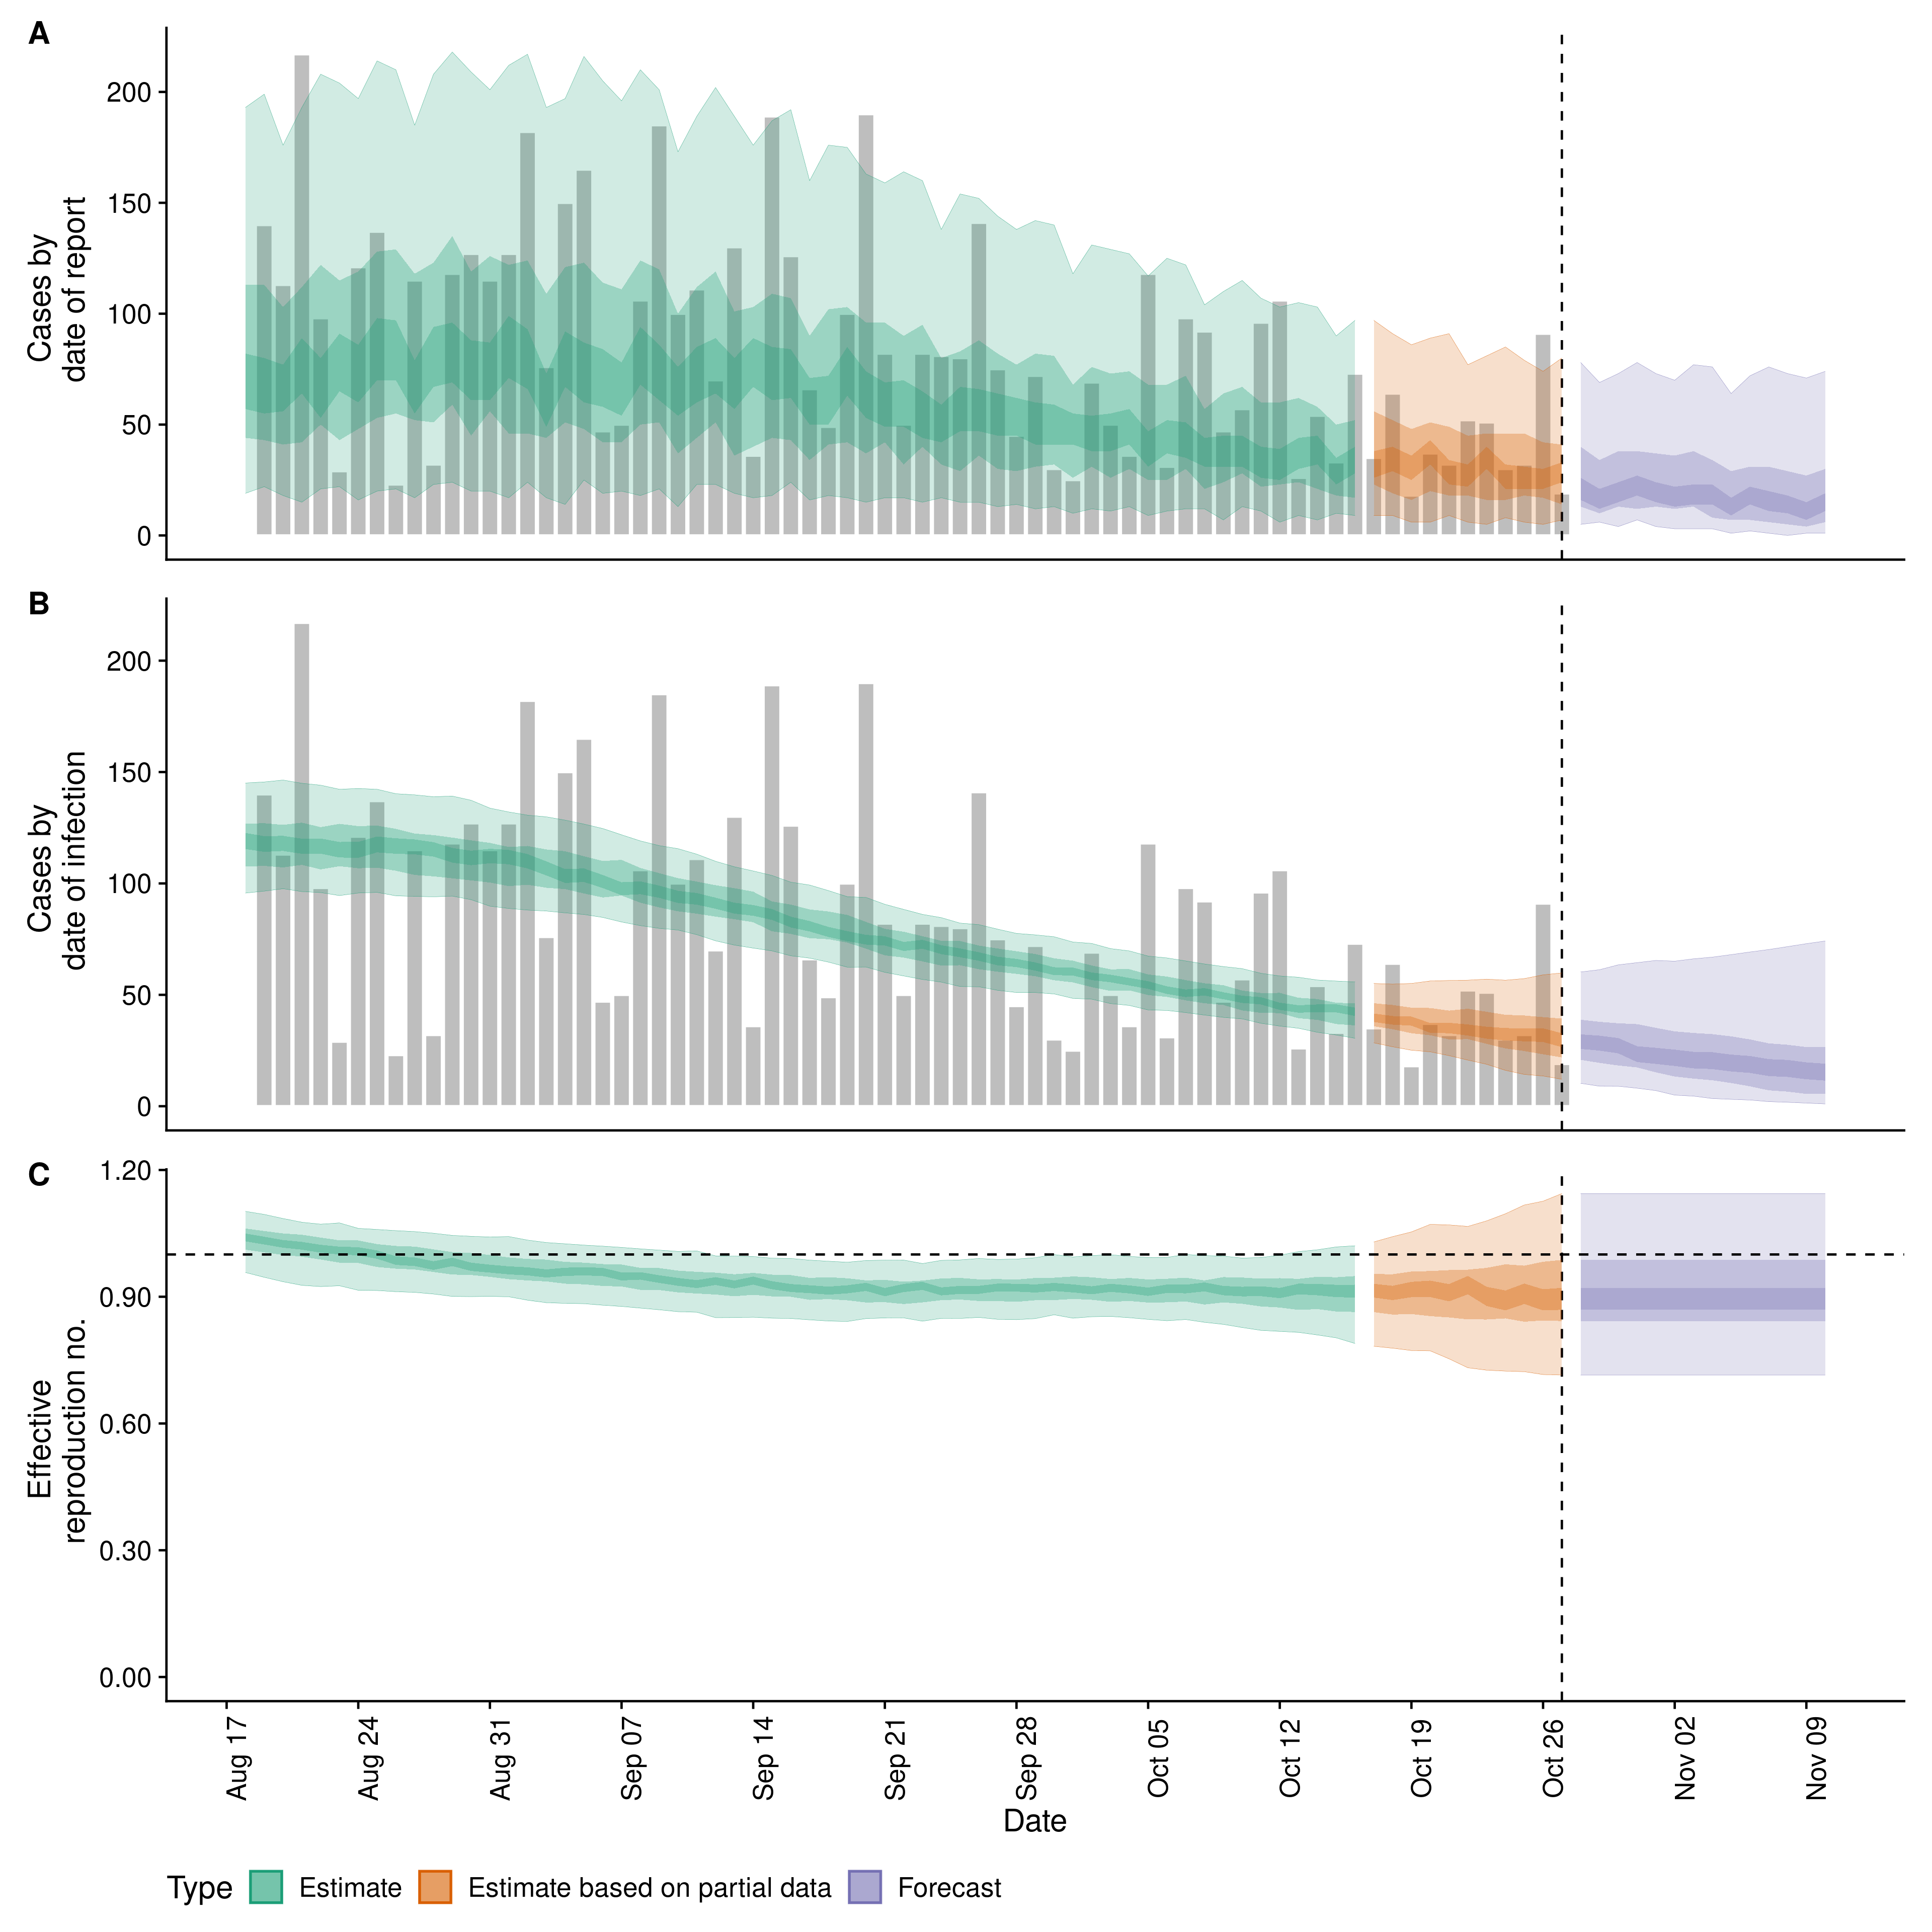 A
200
150
100
50
0
Cases by
date of report
B
200
150
100
50
0
Cases by
date of infection
C
1.20
0.90
0.60
0.30
0.00
Effective
reproduction no.
Aug 17
Aug 24
Aug 31
Sep 07
Sep 14
Sep 21
Sep 28
Oct 05
Oct 12
Oct 19
Oct 26
Nov 02
Nov 09
Date
Type Estimate Estimate based on partial data Forecast